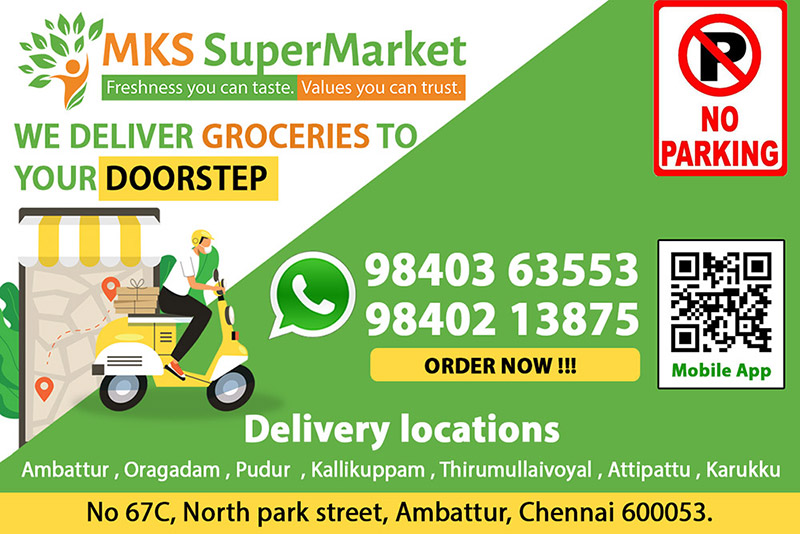 MKS SuperMarket
Freshness you can taste. Values you can trust.
WE DELIVER GROCERIES TO
YOUR DOORSTEP
P
NO
PARKING
98403 63553
98402 13875
ORDER NOW !!!
Mobile App
Delivery locations
Ambattur , Oragadam , Pudur , Kallikuppam , Thirumullaivoyal , Attipattu , Karukku
No 67C, North park street, Ambattur, Chennai 600053.